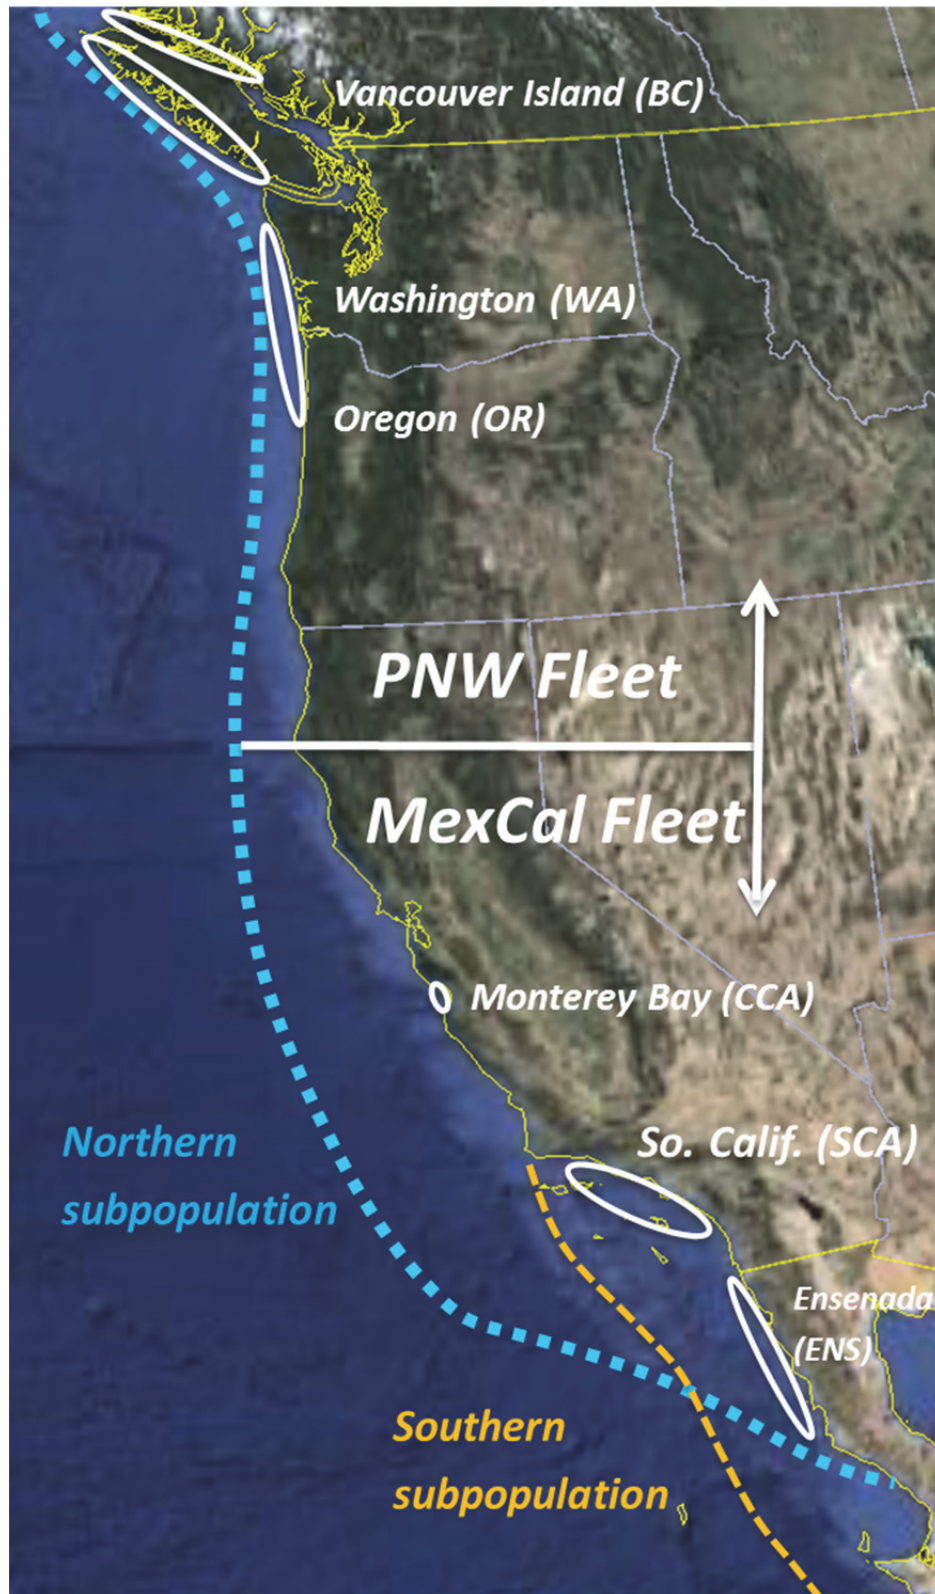 Vancouver Island (BC)
Washington (WA)
Oregon (OR)
PNW Fleet
MexCal Fleet
Monterey Bay (CCA)
So. Calif. (SCA)
Northern
subpopulation
Ensenada
(ENS)
Southern
subpopulation